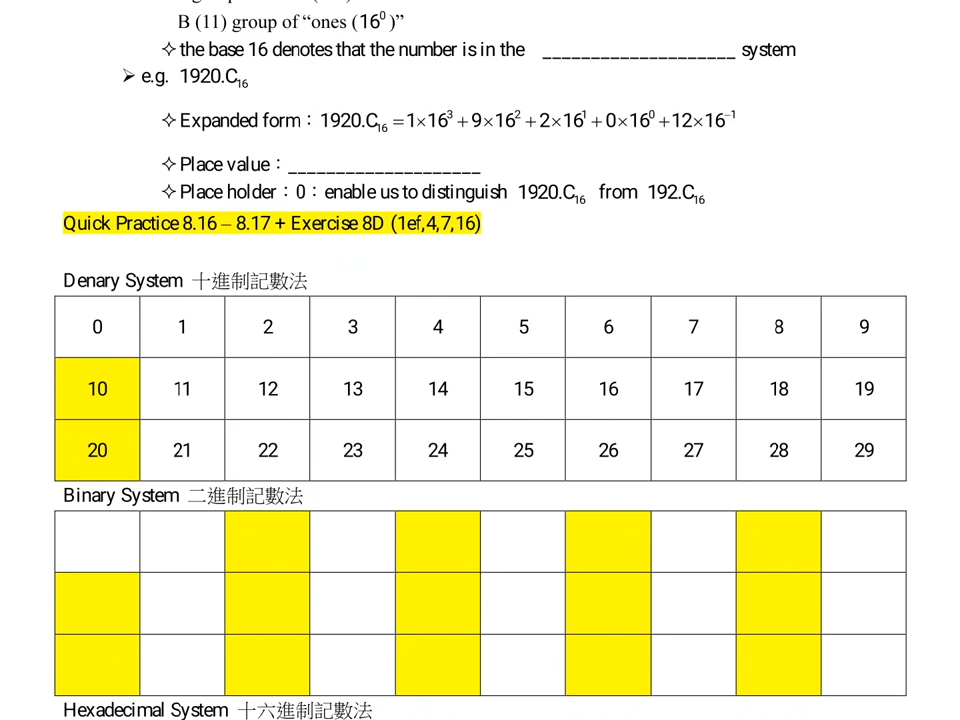 B (11) group of “ones (16⁰)”
✧ the base 16 denotes that the number is in the ____________________ system
➢ e.g. 1920.C₁₆
✧ Expanded form：1920.C₁₆ = 1×16³ + 9×16² + 2×16¹ + 0×16⁰ + 12×16⁻¹
✧ Place value：____________________
✧ Place holder：0：enable us to distinguish 1920.C₁₆ from 192.C₁₆
Quick Practice 8.16 – 8.17 + Exercise 8D (1ef,4,7,16)
Denary System 十進制記數法
0 1 2 3 4 5 6 7 8 9
10 11 12 13 14 15 16 17 18 19
20 21 22 23 24 25 26 27 28 29
Binary System 二進制記數法
Hexadecimal System 十六進制記數法